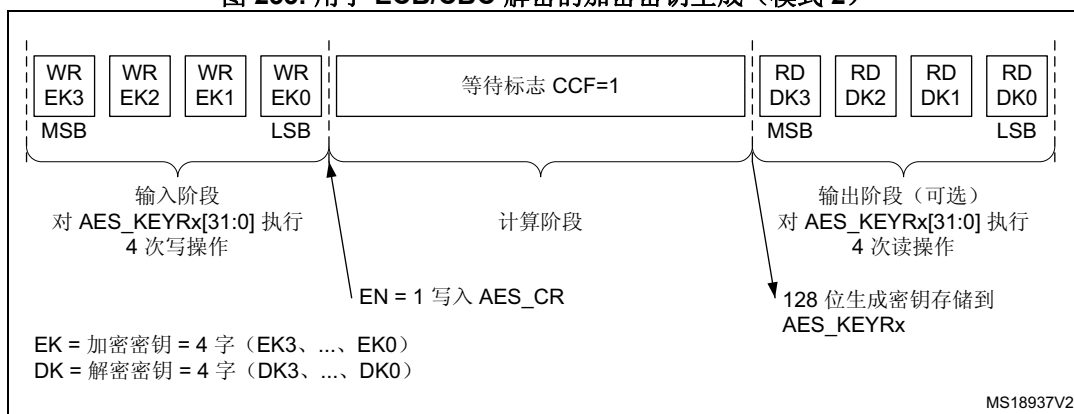 图 用于 ECB/CBC 解密的加密密钥生成（模式 2）
WR EK3
WR EK2
WR EK1
WR EK0
等待标志 CCF=1
RD DK3
RD DK2
RD DK1
RD DK0
MSB
LSB
MSB
LSB
输入阶段
对 AES_KEYRx[31:0] 执行
4 次写操作
计算阶段
输出阶段（可选）
对 AES_KEYRx[31:0] 执行
4 次读操作
EN = 1 写入 AES_CR
128 位生成密钥存储到
AES_KEYRx
EK = 加密密钥 = 4 字（EK3、...、EK0）
DK = 解密密钥 = 4 字（DK3、...、DK0）
MS18937V2